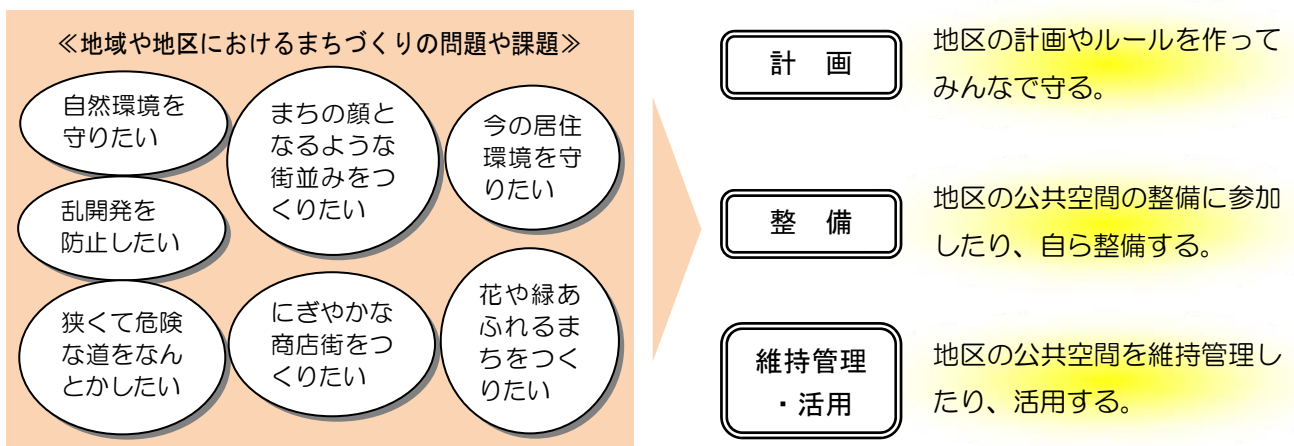 ≪地域や地区におけるまちづくりの問題や課題≫
自然環境を
守りたい
まちの顔と
なるような
街並みをつ
くりたい
今の居住
環境を守
りたい
乱開発を
防止したい
狭くて危険
な道をなん
とかしたい
にぎやかな
商店街をつ
くりたい
花や緑あ
ふれるま
ちをつく
りたい
計　画
地区の計画やルールを作って
みんなで守る。
整　備
地区の公共空間の整備に参加
したり、自ら整備する。
維持管理
・活用
地区の公共空間を維持管理し
たり、活用する。